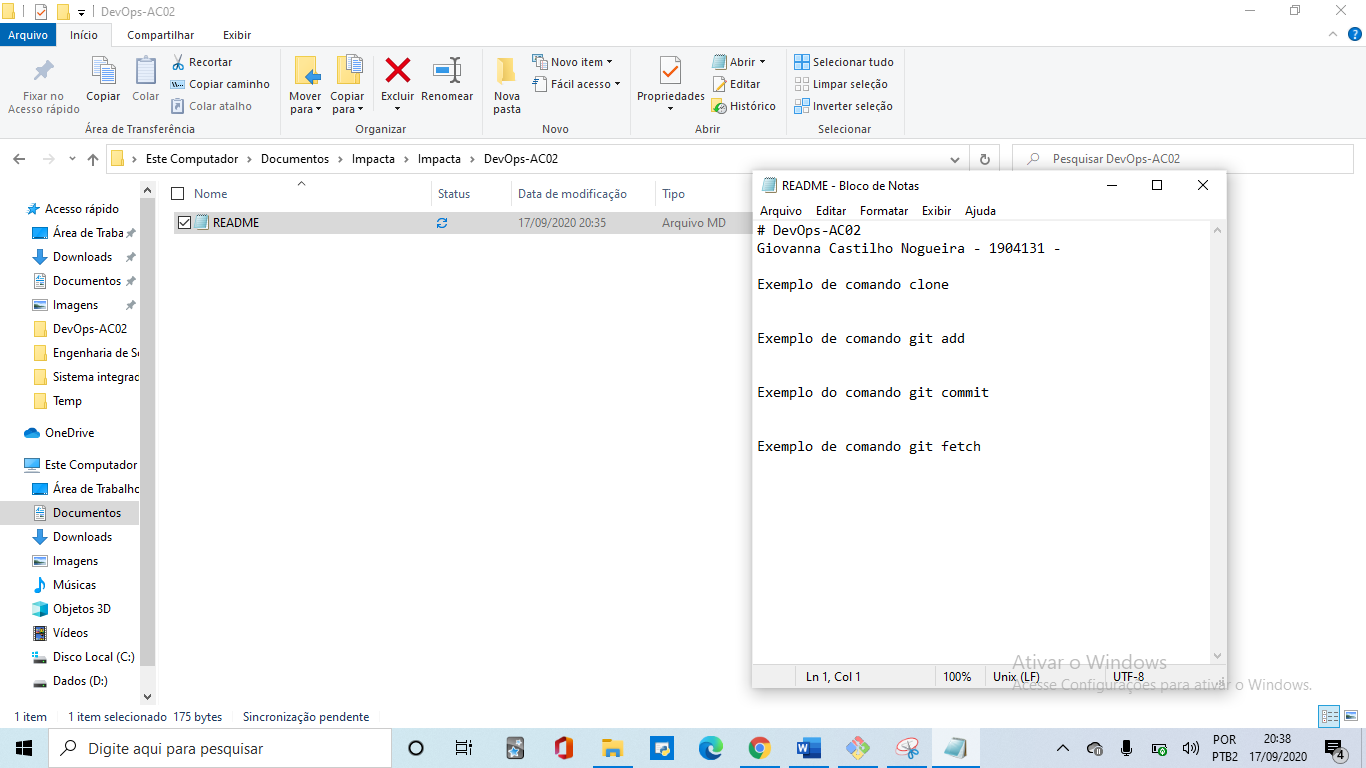 DevOps-AC02
Arquivo Início Compartilhar Exibir
Fixar no Acesso rápido
Copiar
Colar
Recortar
Copiar caminho
Colar atalho
Área de Transferência
Mover para
Copiar para
Excluir
Renomear
Organizar
Nova pasta
Novo item
Fácil acesso
Novo
Propriedades
Abrir
Editar
Histórico
Abrir
Selecionar tudo
Limpar seleção
Inverter seleção
Selecionar
Este Computador > Documentos > Impacta > Impacta > DevOps-AC02
Pesquisar DevOps-AC02
Nome Status Data de modificação Tipo
README 17/09/2020 20:35 Arquivo MD
Acesso rápido
Área de Traba
Downloads
Documentos
Imagens
DevOps-AC02
Engenharia de So
Sistema integrad
Temp
OneDrive
Este Computador
Área de Trabalho
Documentos
Downloads
Imagens
Músicas
Objetos 3D
Vídeos
Disco Local (C:)
Dados (D:)
1 item 1 item selecionado 175 bytes Sincronização pendente
README - Bloco de Notas
Arquivo Editar Formatar Exibir Ajuda
# DevOps-AC02
Giovanna Castilho Nogueira - 1904131 -
Exemplo de comando clone
Exemplo de comando git add
Exemplo do comando git commit
Exemplo de comando git fetch
Ln 1, Col 1 100% Unix (LF) UTF-8
Ativar o Windows
Acesse Configurações para ativar o Windows.
Digite aqui para pesquisar
POR
PTB2
20:38
17/09/2020
4